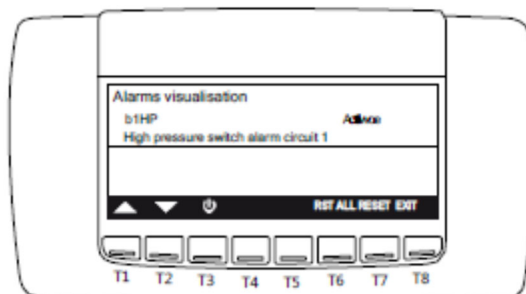 Alarms visualisation
b1HP
High pressure switch alarm circuit 1
RST ALL RESET EXIT
T1 T2 T3 T4 T5 T6 T7 T8